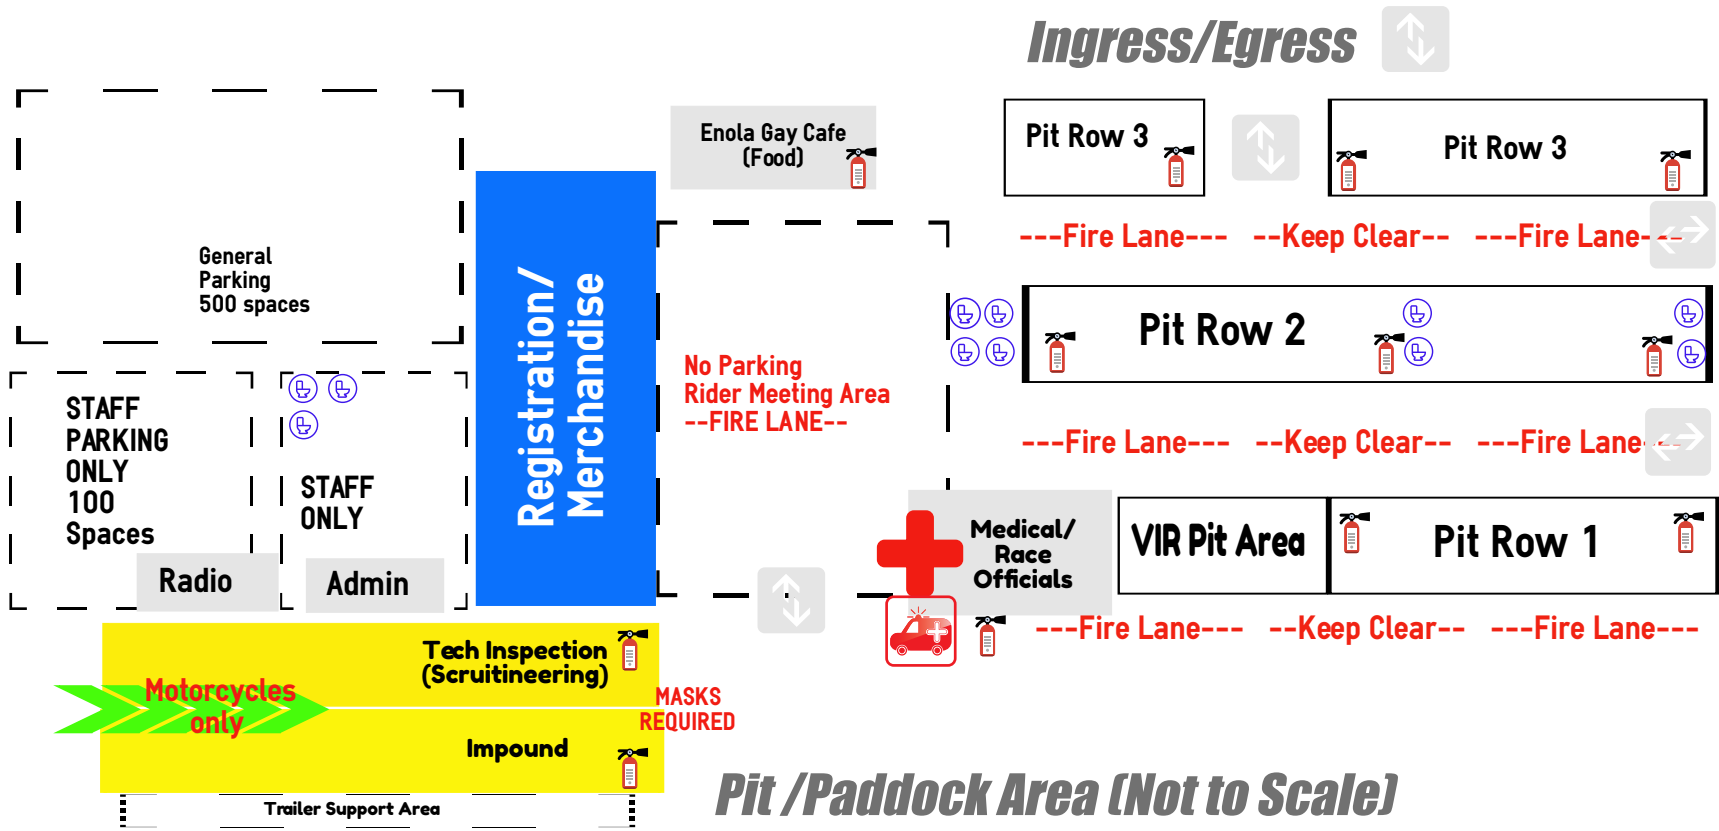 Ingress/Egress
Enola Gay Cafe
(Food)
Pit Row 3
Pit Row 3
---Fire Lane--- --Keep Clear-- ---Fire Lane---
General
Parking
500 spaces
Registration/
Merchandise
Pit Row 2
No Parking
Rider Meeting Area
--FIRE LANE--
STAFF
PARKING
ONLY
100
Spaces
STAFF
ONLY
---Fire Lane--- --Keep Clear-- ---Fire Lane---
Medical/
Race
Officials
VIR Pit Area
Pit Row 1
Radio
Admin
---Fire Lane--- --Keep Clear-- ---Fire Lane---
Tech Inspection
(Scruitineering)
Motorcycles
only
MASKS
REQUIRED
Impound
Pit /Paddock Area (Not to Scale)
Trailer Support Area